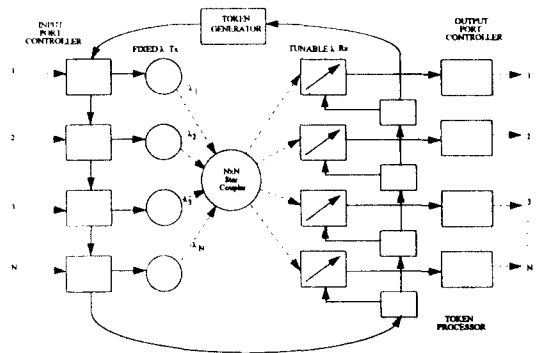 INPUT
PORT
CONTROLLER
FIXED λ Tx
TOKEN
GENERATOR
TUNABLE λ Rx
OUTPUT
PORT
CONTROLLER
1
λ1
1
2
λ2
2
NxN
Star
Coupler
3
λ3
3
N
λN
N
TOKEN
PROCESSOR